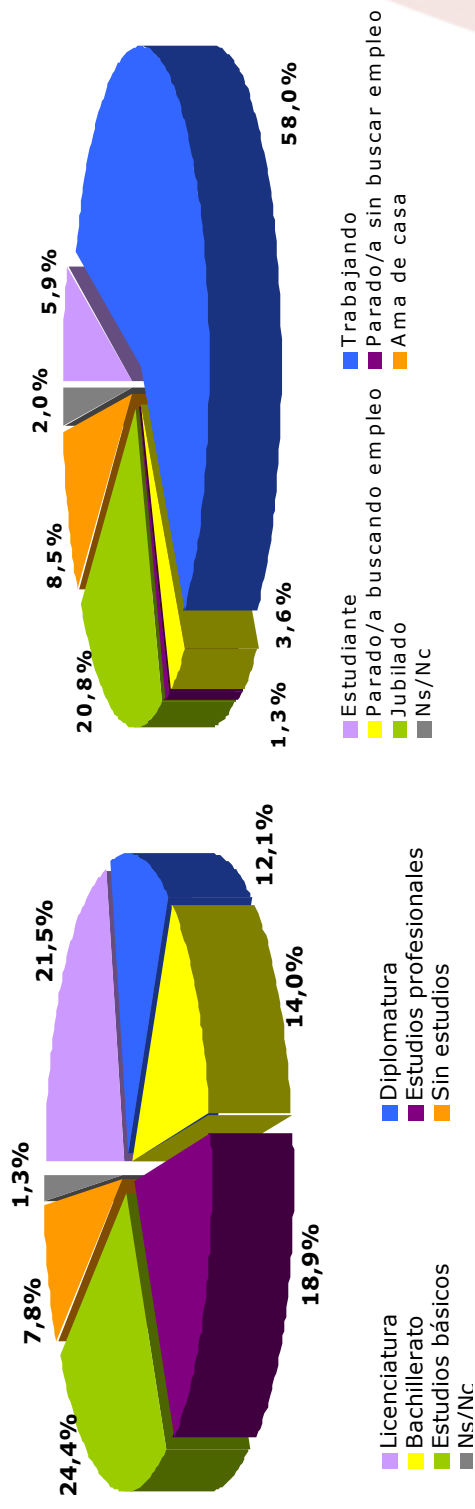 1,3%
21,5%
7,8%
24,4%
12,1%
14,0%
18,9%
Licenciatura
Diplomatura
Bachillerato
Estudios profesionales
Estudios básicos
Sin estudios
Ns/Nc
2,0%
5,9%
8,5%
20,8%
58,0%
1,3%
3,6%
Estudiante
Trabajando
Parado/a buscando empleo
Parado/a sin buscar empleo
Jubilado
Ama de casa
Ns/Nc